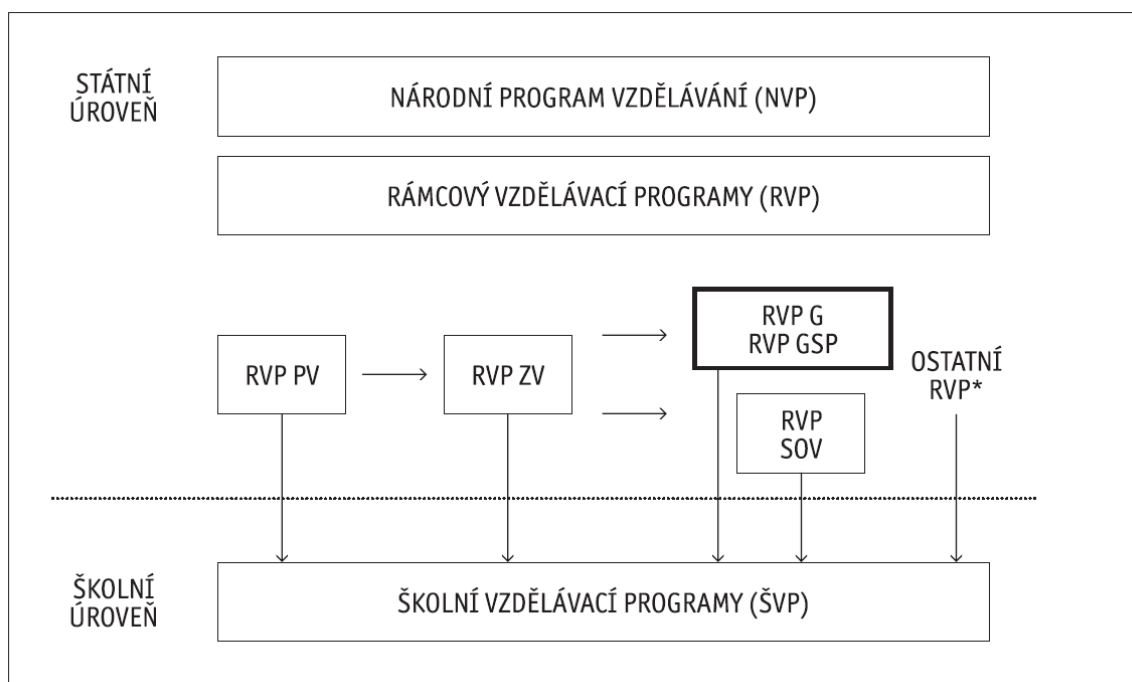 STÁTNÍ
ÚROVEŇ
NÁRODNÍ PROGRAM VZDĚLÁVÁNÍ (NVP)
RÁMCOVÝ VZDĚLÁVACÍ PROGRAMY (RVP)
RVP PV
RVP ZV
RVP G
RVP GSP
RVP
SOV
OSTATNÍ
RVP*
ŠKOLNÍ
ÚROVEŇ
ŠKOLNÍ VZDĚLÁVACÍ PROGRAMY (ŠVP)